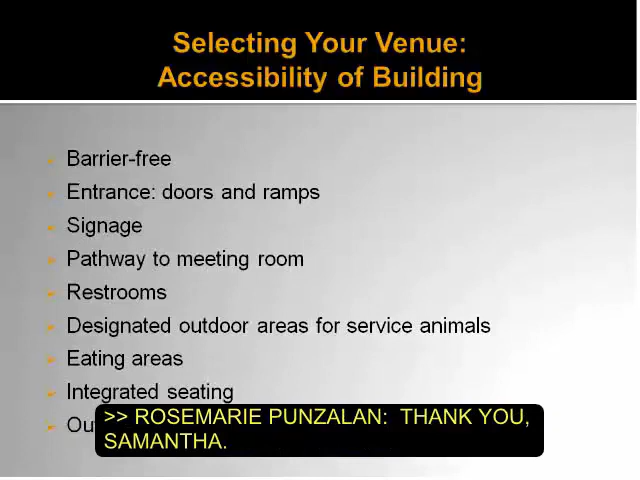 Selecting Your Venue:
Accessibility of Building
Barrier-free
Entrance: doors and ramps
Signage
Pathway to meeting room
Restrooms
Designated outdoor areas for service animals
Eating areas
Integrated seating
>> ROSEMARIE PUNZALAN: THANK YOU,
SAMANTHA.